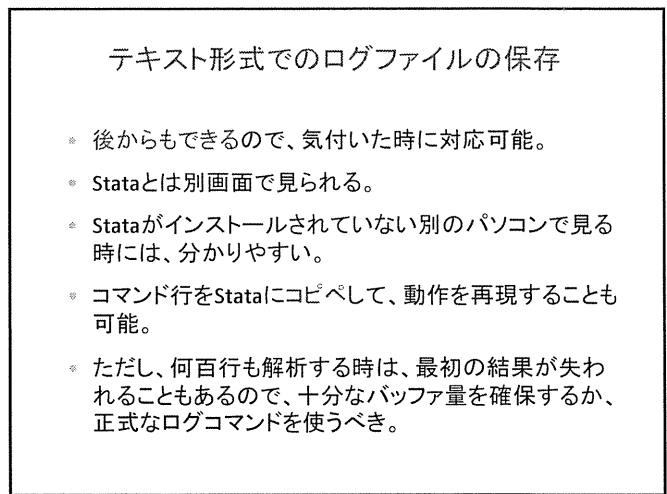 テキスト形式でのログファイルの保存
後からもできるので、気付いた時に対応可能。
Stataとは別画面で見られる。
Stataがインストールされていない別のパソコンで見る
時には、分かりやすい。
コマンド行をStataにコピペして、動作を再現することも
可能。
ただし、何百行も解析する時は、最初の結果が失わ
れることもあるので、十分なバッファ量を確保するか、
正式なログコマンドを使うべき。